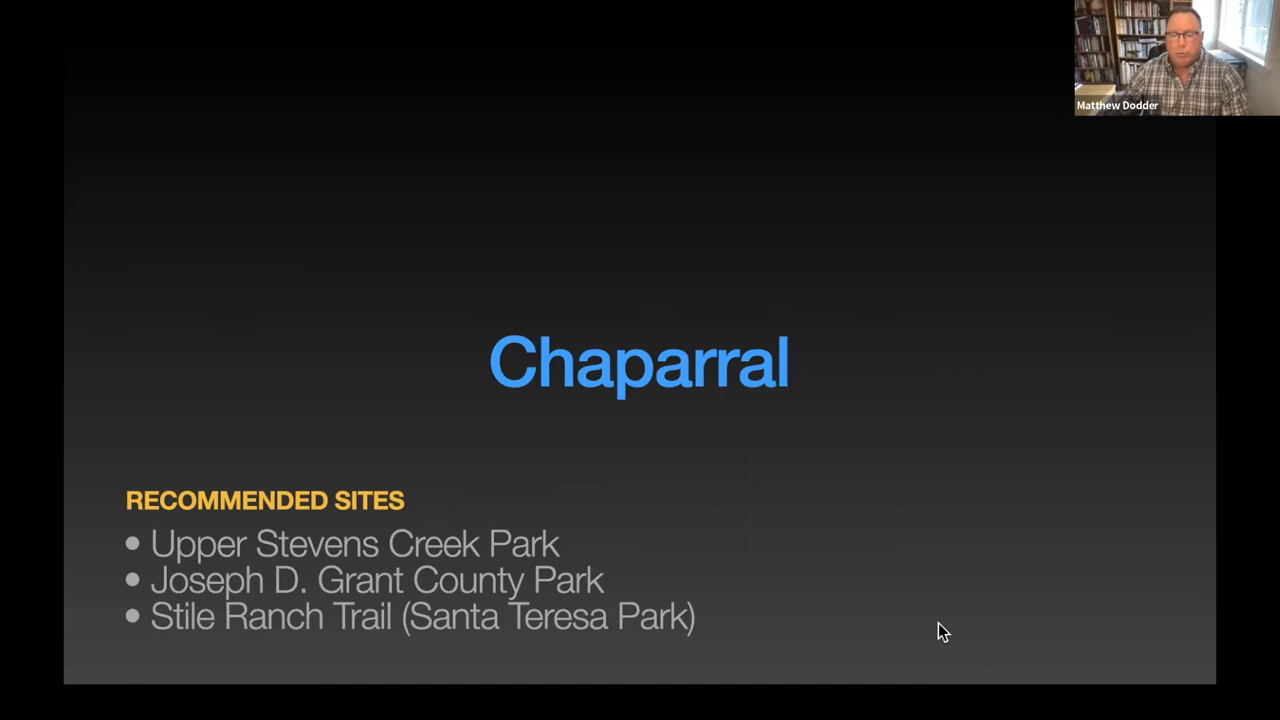 Matthew Dodder
Chaparral
RECOMMENDED SITES
• Upper Stevens Creek Park
• Joseph D. Grant County Park
• Stile Ranch Trail (Santa Teresa Park)